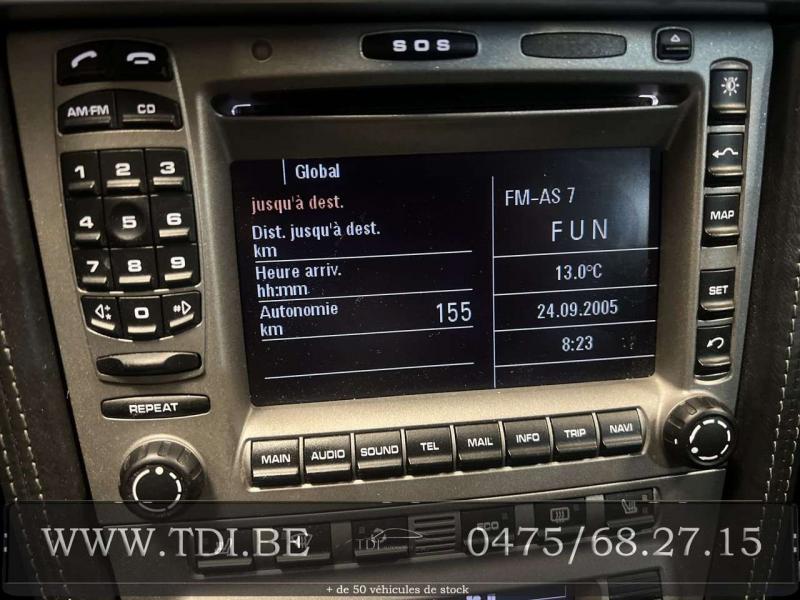 SOS
AM·FM CD
1 2 3
4 5 6
7 8 9
0
REPEAT
Global
jusqu'à dest.
Dist. jusqu'à dest.
km
Heure arriv.
hh:mm
Autonomie 155
km
FM-AS 7
FUN
13.0°C
24.09.2005
8:23
MAP
SET
MAIN AUDIO SOUND TEL MAIL INFO TRIP NAVI
ECO
WWW.TDI.BE TDI 0475/68.27.15
+ de 50 véhicules de stock